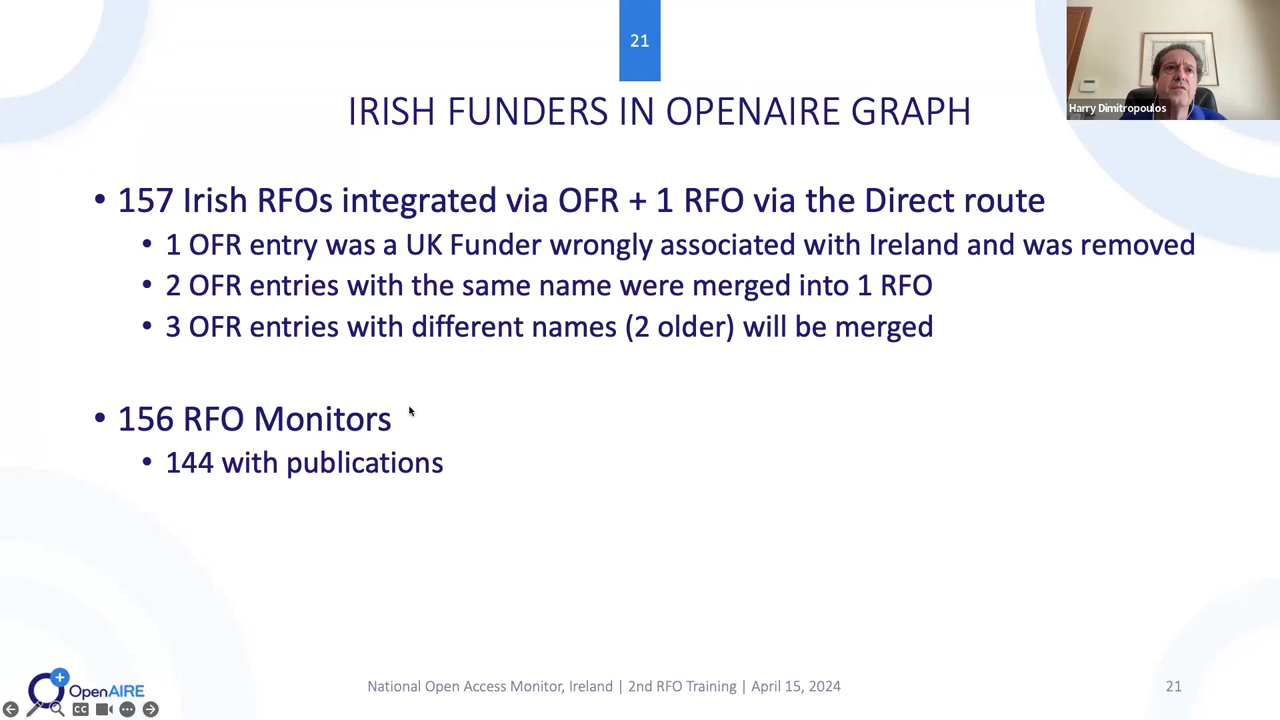 21
Harry Dimitropoulos
IRISH FUNDERS IN OPENAIRE GRAPH
• 157 Irish RFOs integrated via OFR + 1 RFO via the Direct route
• 1 OFR entry was a UK Funder wrongly associated with Ireland and was removed
• 2 OFR entries with the same name were merged into 1 RFO
• 3 OFR entries with different names (2 older) will be merged
• 156 RFO Monitors
• 144 with publications
OpenAIRE
CC
National Open Access Monitor, Ireland | 2nd RFO Training | April 15, 2024
21